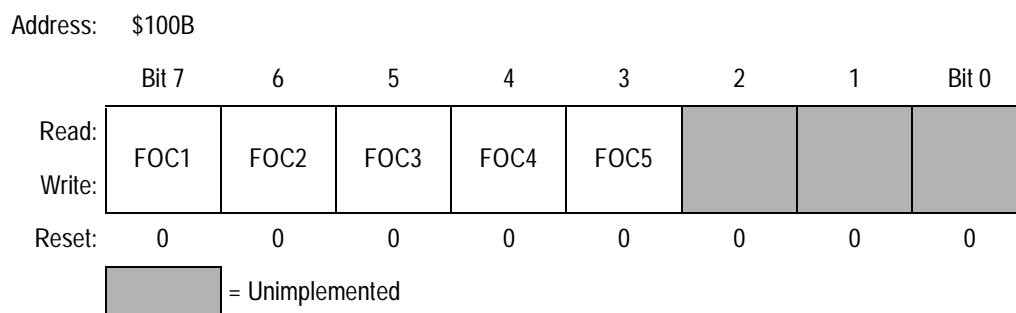 Address: $100B
Bit 7 6 5 4 3 2 1 Bit 0
Read:
FOC1 FOC2 FOC3 FOC4 FOC5
Write:
Reset: 0 0 0 0 0 0 0 0
= Unimplemented